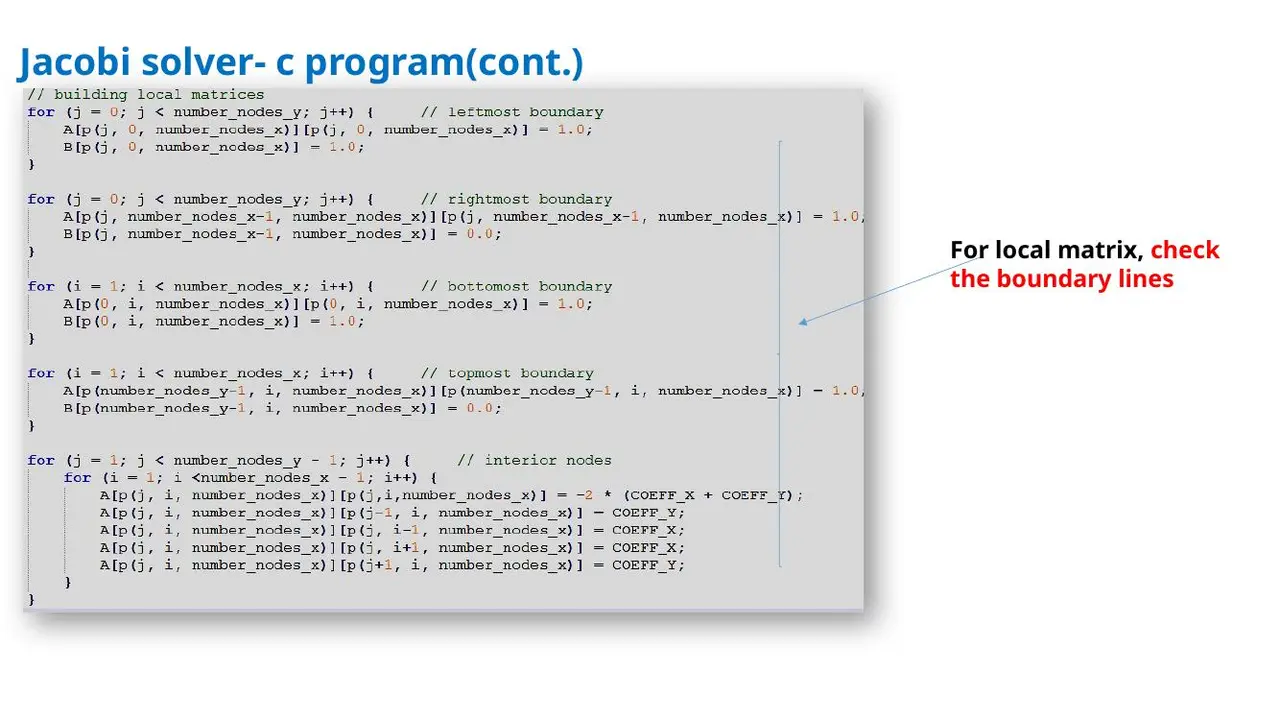 Jacobi solver- c program(cont.)
// building local matrices
for (j = 0; j < number_nodes_y; j++) {     // leftmost boundary
    A[p(j, 0, number_nodes_x)][p(j, 0, number_nodes_x)] = 1.0;
    B[p(j, 0, number_nodes_x)] = 1.0;
}
for (j = 0; j < number_nodes_y; j++) {     // rightmost boundary
    A[p(j, number_nodes_x-1, number_nodes_x)][p(j, number_nodes_x-1, number_nodes_x)] = 1.0;
    B[p(j, number_nodes_x-1, number_nodes_x)] = 0.0;
}
for (i = 1; i < number_nodes_x; i++) {     // bottomost boundary
    A[p(0, i, number_nodes_x)][p(0, i, number_nodes_x)] = 1.0;
    B[p(0, i, number_nodes_x)] = 1.0;
}
for (i = 1; i < number_nodes_x; i++) {     // topmost boundary
    A[p(number_nodes_y-1, i, number_nodes_x)][p(number_nodes_y-1, i, number_nodes_x)] = 1.0;
    B[p(number_nodes_y-1, i, number_nodes_x)] = 0.0;
}
for (j = 1; j < number_nodes_y - 1; j++) {     // interior nodes
    for (i = 1; i <number_nodes_x - 1; i++) {
        A[p(j, i, number_nodes_x)][p(j,i,number_nodes_x)] = -2 * (COEFF_X + COEFF_Y);
        A[p(j, i, number_nodes_x)][p(j-1, i, number_nodes_x)] = COEFF_Y;
        A[p(j, i, number_nodes_x)][p(j, i-1, number_nodes_x)] = COEFF_X;
        A[p(j, i, number_nodes_x)][p(j, i+1, number_nodes_x)] = COEFF_X;
        A[p(j, i, number_nodes_x)][p(j+1, i, number_nodes_x)] = COEFF_Y;
    }
}
For local matrix, check
the boundary lines